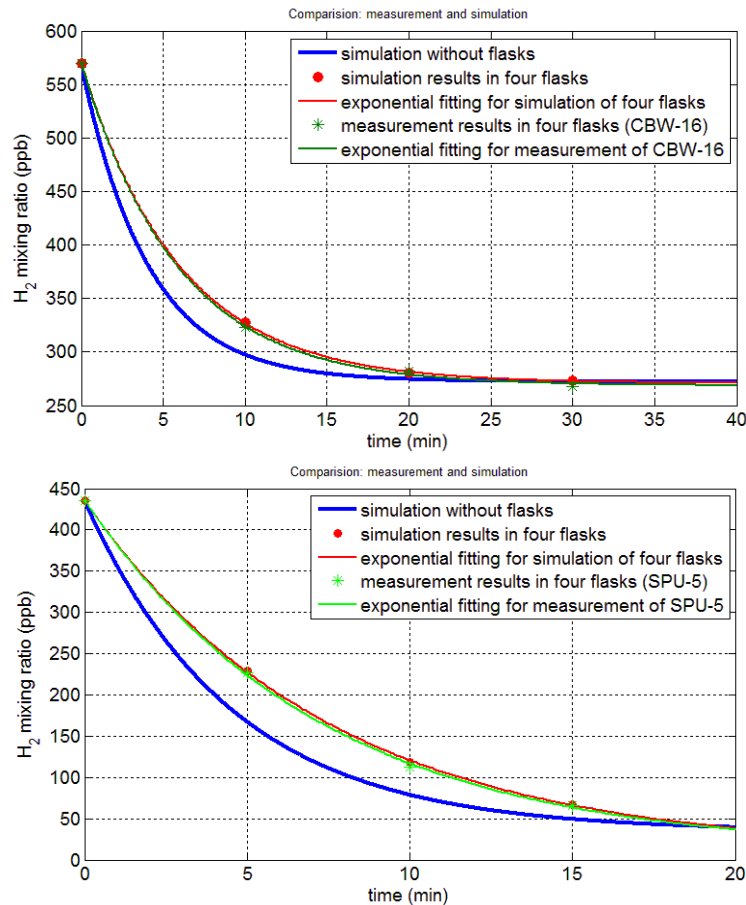 Comparision: measurement and simulation
600
550
500
450
400
350
300
250
H2 mixing ratio (ppb)
simulation without flasks
simulation results in four flasks
exponential fitting for simulation of four flasks
measurement results in four flasks (CBW-16)
exponential fitting for measurement of CBW-16
0 5 10 15 20 25 30 35 40
time (min)
Comparision: measurement and simulation
450
400
350
300
250
200
150
100
50
0
H2 mixing ratio (ppb)
simulation without flasks
simulation results in four flasks
exponential fitting for simulation of four flasks
measurement results in four flasks (SPU-5)
exponential fitting for measurement of SPU-5
0 5 10 15 20
time (min)